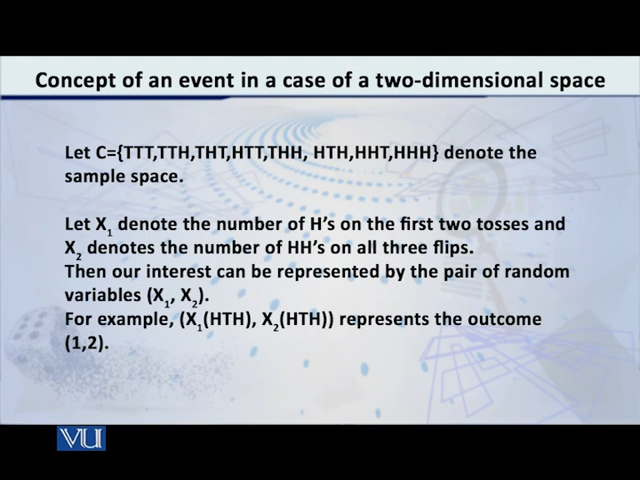 Concept of an event in a case of a two-dimensional space
Let C={TTT,TTH,THT,HTT,THH, HTH,HHT,HHH} denote the
sample space.
Let X₁ denote the number of H's on the first two tosses and
X₂ denotes the number of HH's on all three flips.
Then our interest can be represented by the pair of random
variables (X₁, X₂).
For example, (X₁(HTH), X₂(HTH)) represents the outcome
(1,2).
VU